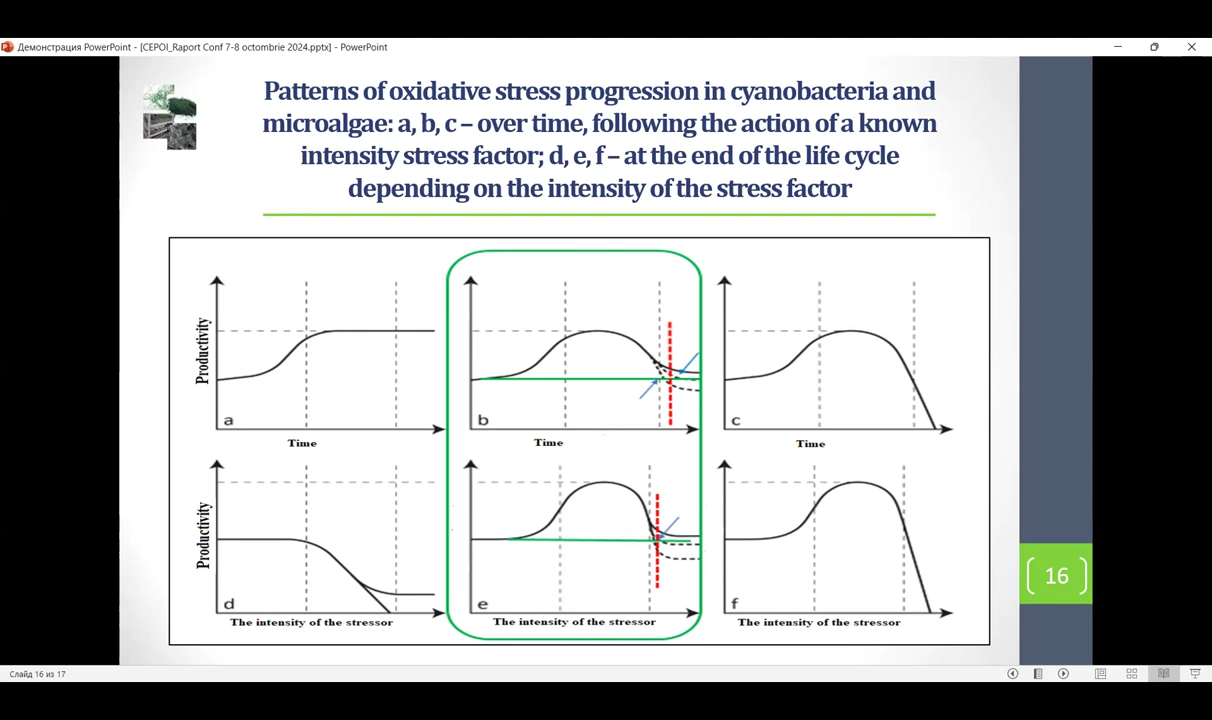 Демонстрация PowerPoint - [CEPOI_Raport Conf 7-8 octombrie 2024.pptx] - PowerPoint
Patterns of oxidative stress progression in cyanobacteria and
microalgae: a, b, c – over time, following the action of a known
intensity stress factor; d, e, f – at the end of the life cycle
depending on the intensity of the stress factor
Productivity
a
Time
b
Time
c
Time
Productivity
d
The intensity of the stressor
e
The intensity of the stressor
f
The intensity of the stressor
16
Слайд 16 из 17